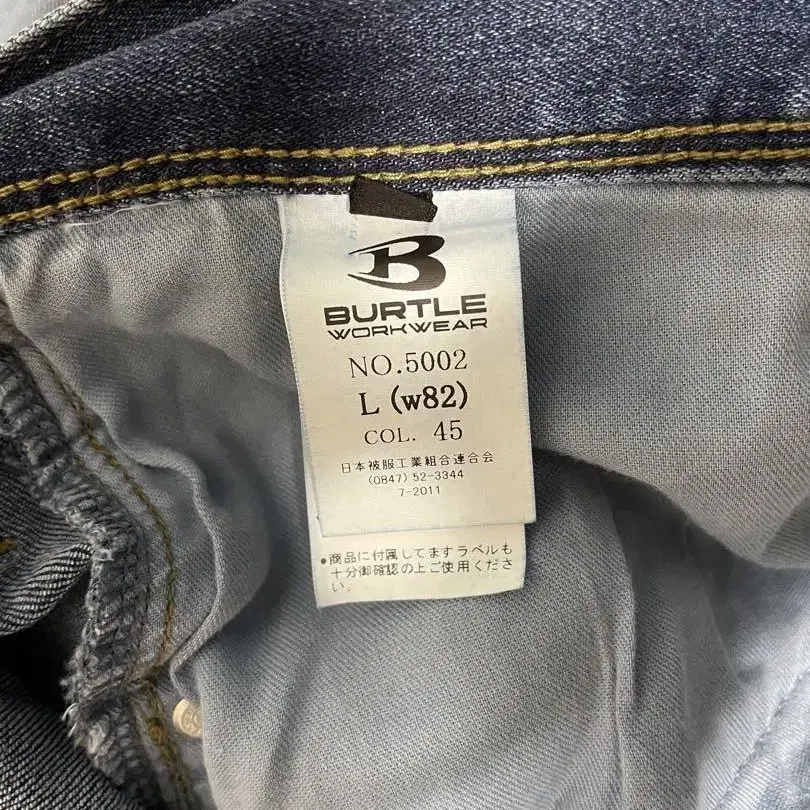 B
BURTLE
WORKWEAR
NO.5002
L (w82)
COL. 45
日本被服工業組合連合会
(0847) 52-3344
7-2011
•商品に付属してますラベルも
十分御確認の上ご使用くださ
い。